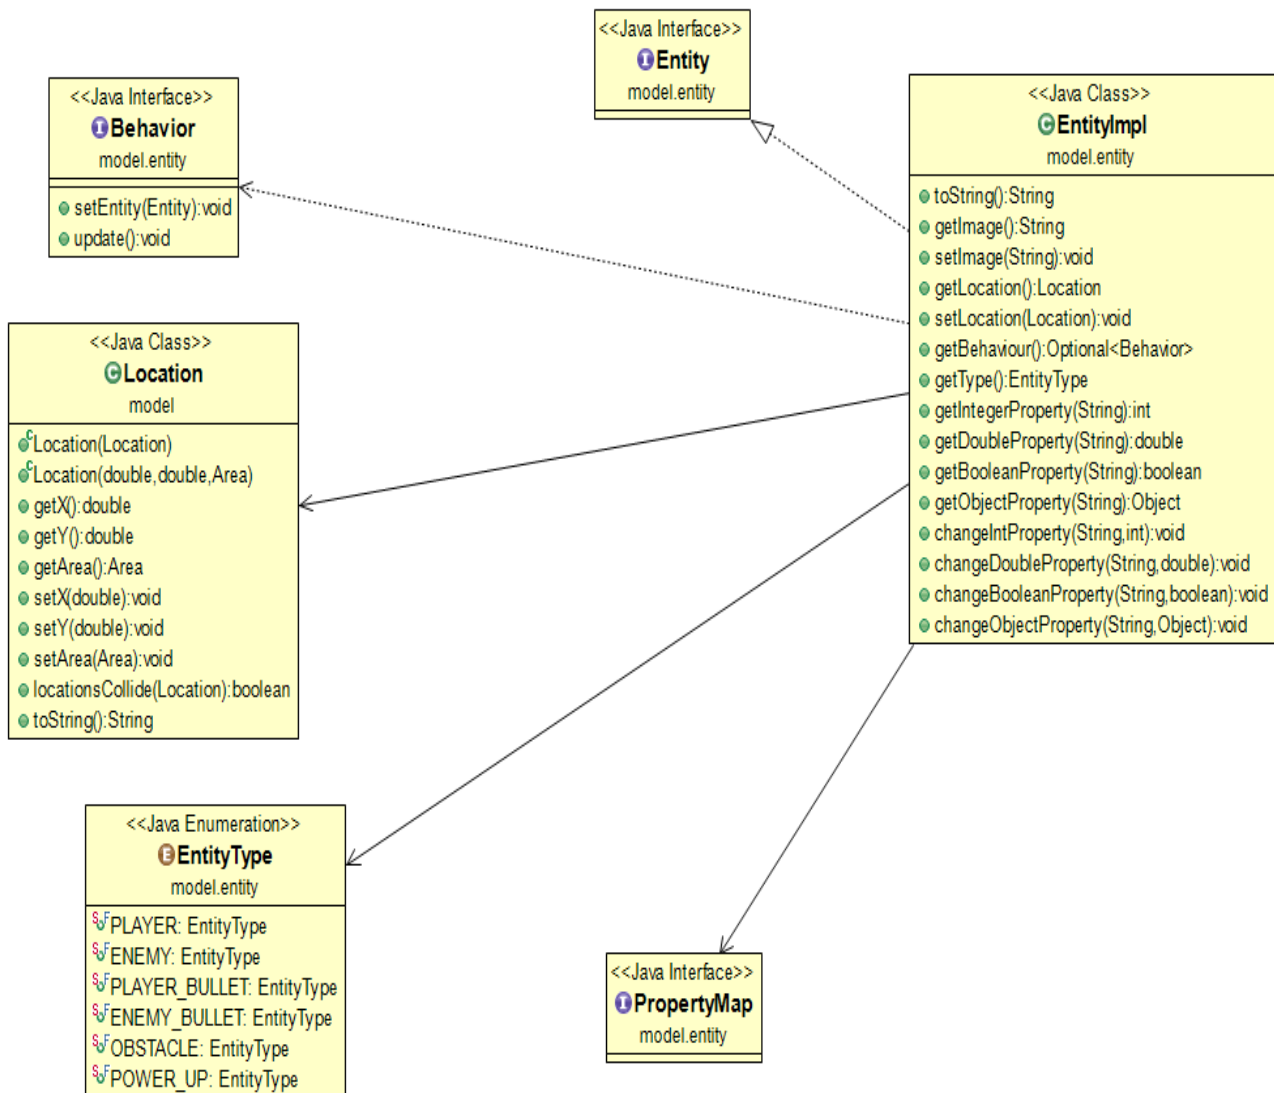 <<Java Interface>>
Entity
model.entity
<<Java Interface>>
Behavior
model.entity
setEntity(Entity):void
update():void
<<Java Class>>
EntityImpl
model.entity
toString():String
getImage():String
setImage(String):void
getLocation():Location
setLocation(Location):void
getBehaviour():Optional<Behavior>
getType():EntityType
getIntegerProperty(String):int
getDoubleProperty(String):double
getBooleanProperty(String):boolean
getObjectProperty(String):Object
changeIntProperty(String,int):void
changeDoubleProperty(String,double):void
changeBooleanProperty(String,boolean):void
changeObjectProperty(String,Object):void
<<Java Class>>
Location
model
Location(Location)
Location(double,double,Area)
getX():double
getY():double
getArea():Area
setX(double):void
setY(double):void
setArea(Area):void
locationsCollide(Location):boolean
toString():String
<<Java Enumeration>>
EntityType
model.entity
PLAYER: EntityType
ENEMY: EntityType
PLAYER_BULLET: EntityType
ENEMY_BULLET: EntityType
OBSTACLE: EntityType
POWER_UP: EntityType
<<Java Interface>>
PropertyMap
model.entity